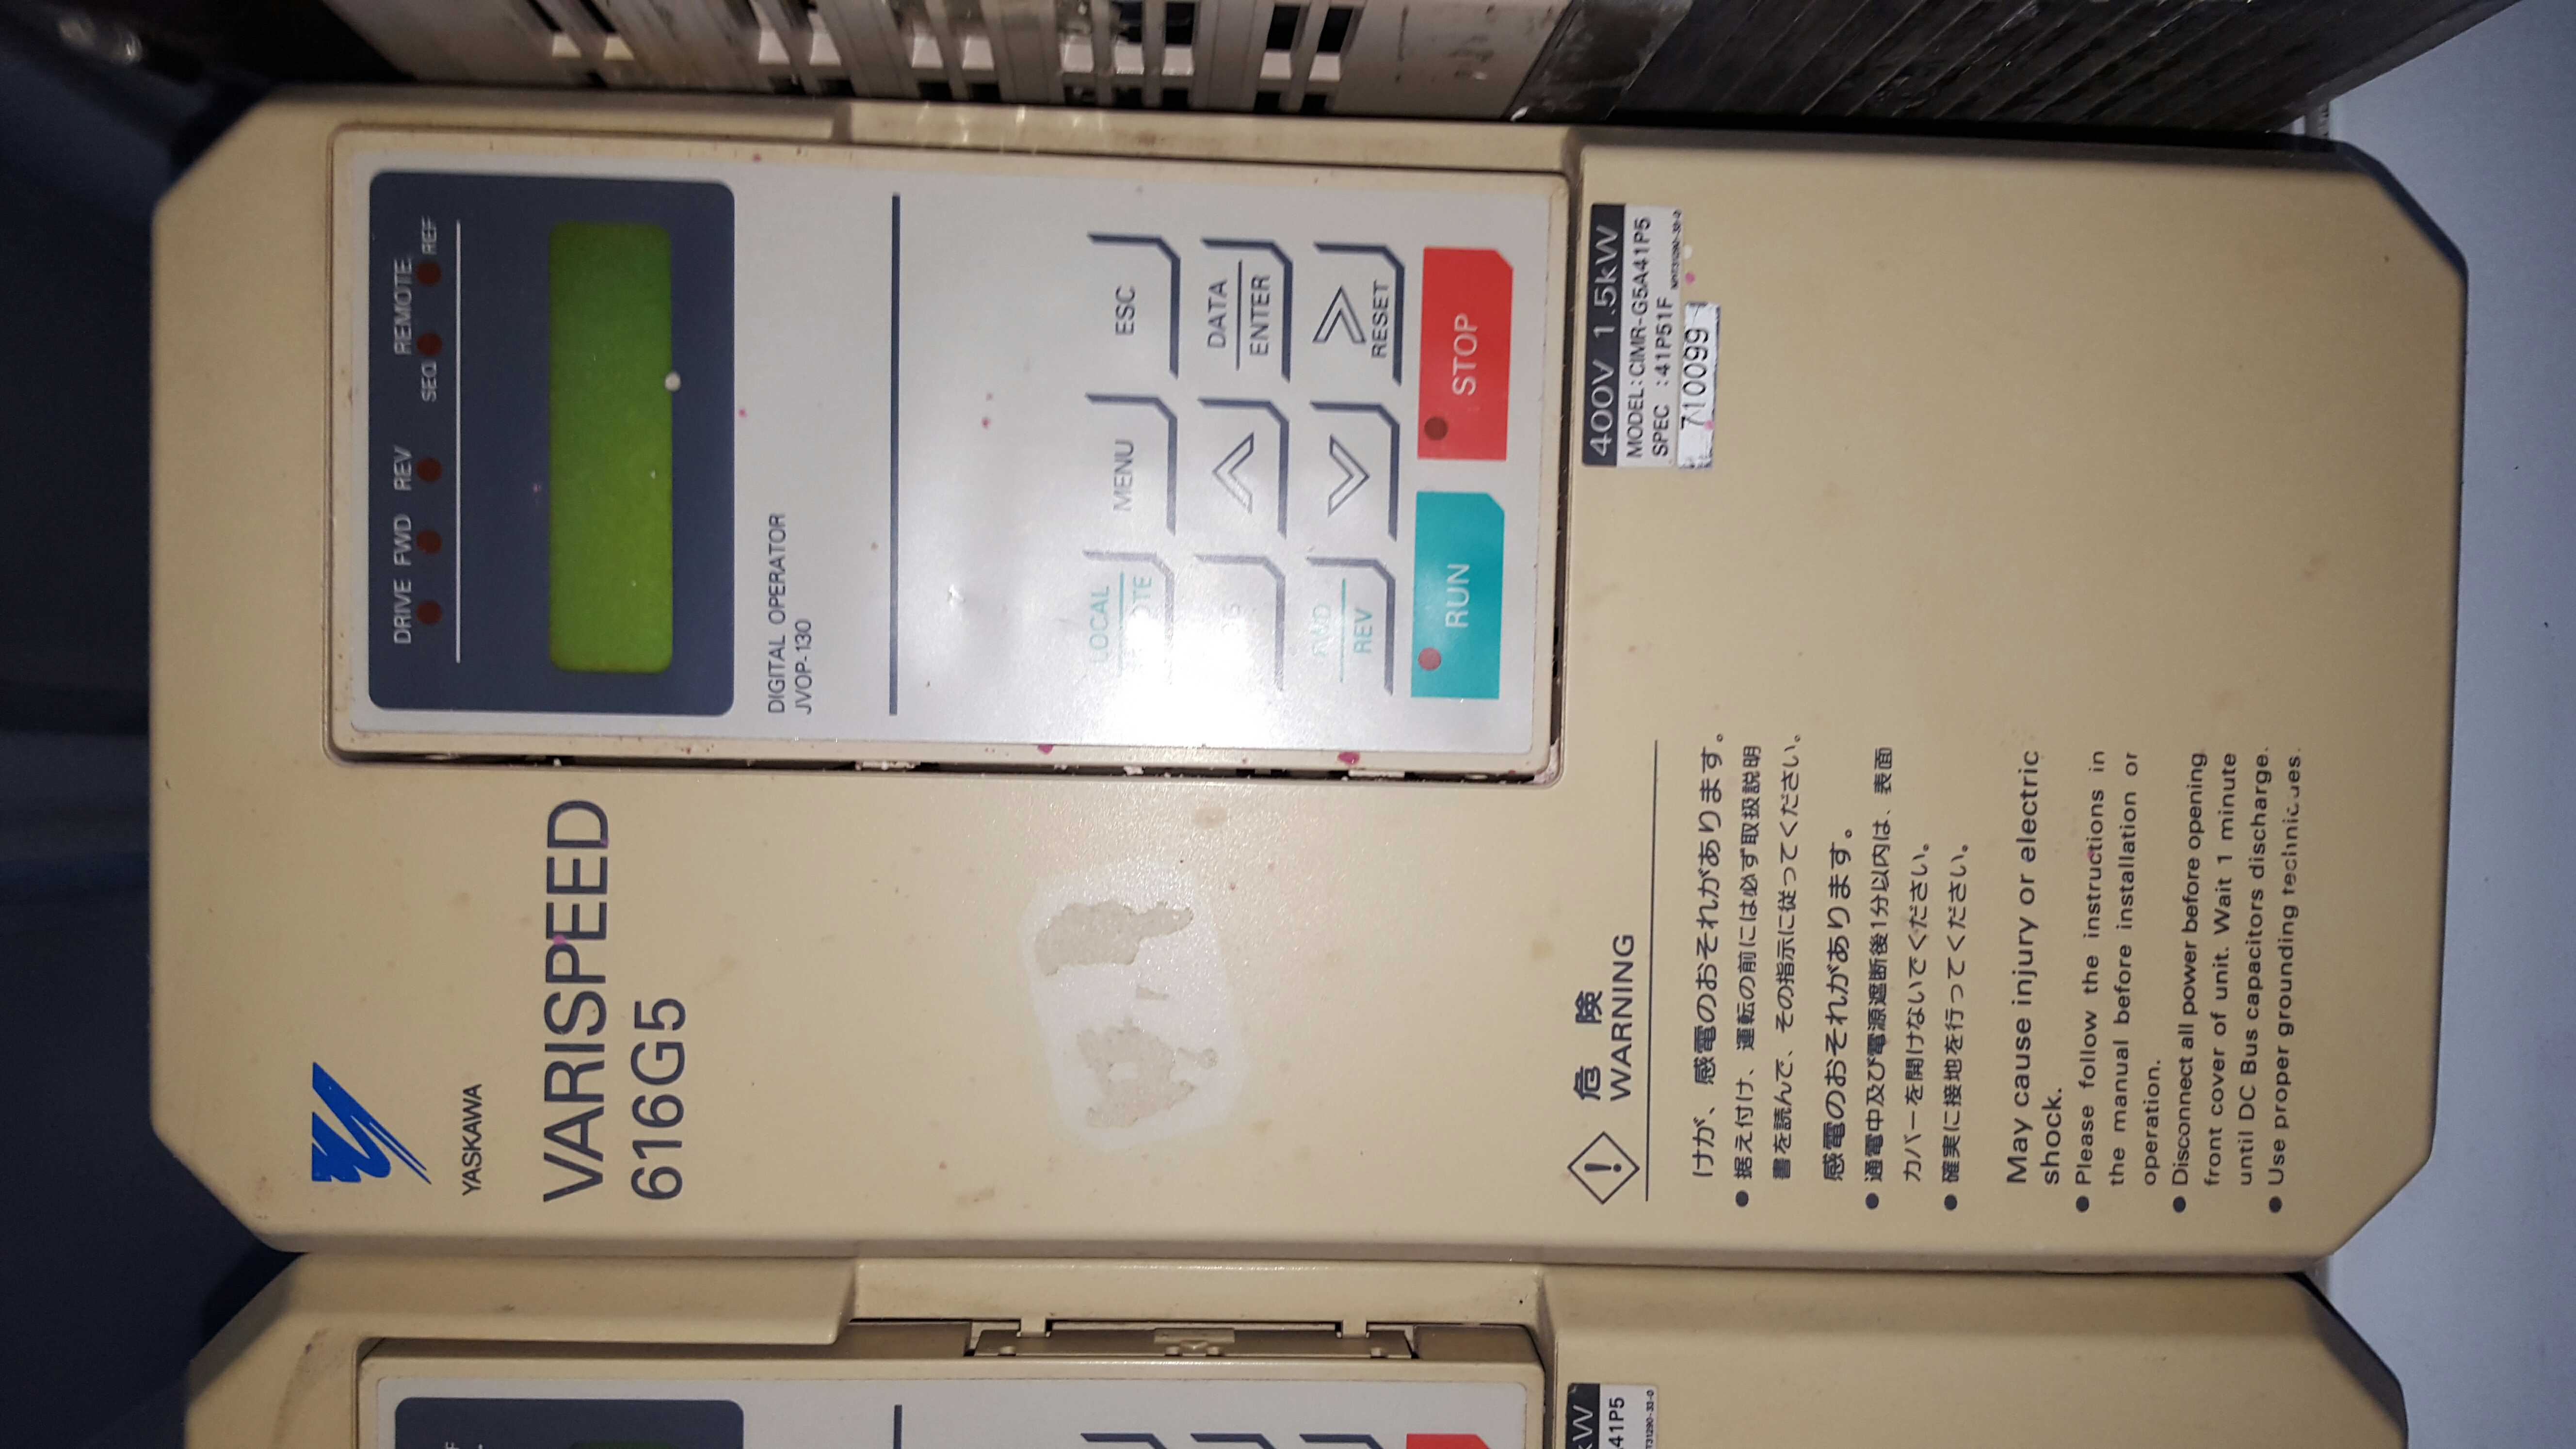 YASKAWA
VARISPEED
616G5
DRIVE FWD REV REMOTE
SEQ REF
DIGITAL OPERATOR
JVOP-130
LOCAL
MENU
ESC
DATA
ENTER
FWD
REV
RESET
RUN
STOP
400V 1.5kW
MODEL:CIMR-G5A41P5
SPEC :41P51F
710099
危 険
WARNING
けが、感電のおそれがあります。
● 据え付け、運転の前には必ず取扱説明
書を読んで、その指示に従ってください。
感電のおそれがあります。
● 通電中及び電源遮断後1分以内は、表面
カバーを開けないでください。
● 確実に接地を行ってください。
May cause injury or electric
shock.
● Please follow the instructions in
the manual before installation or
operation.
● Disconnect all power before opening
front cover of unit. Wait 1 minute
until DC Bus capacitors discharge.
● Use proper grounding techniques.
kW
41P5